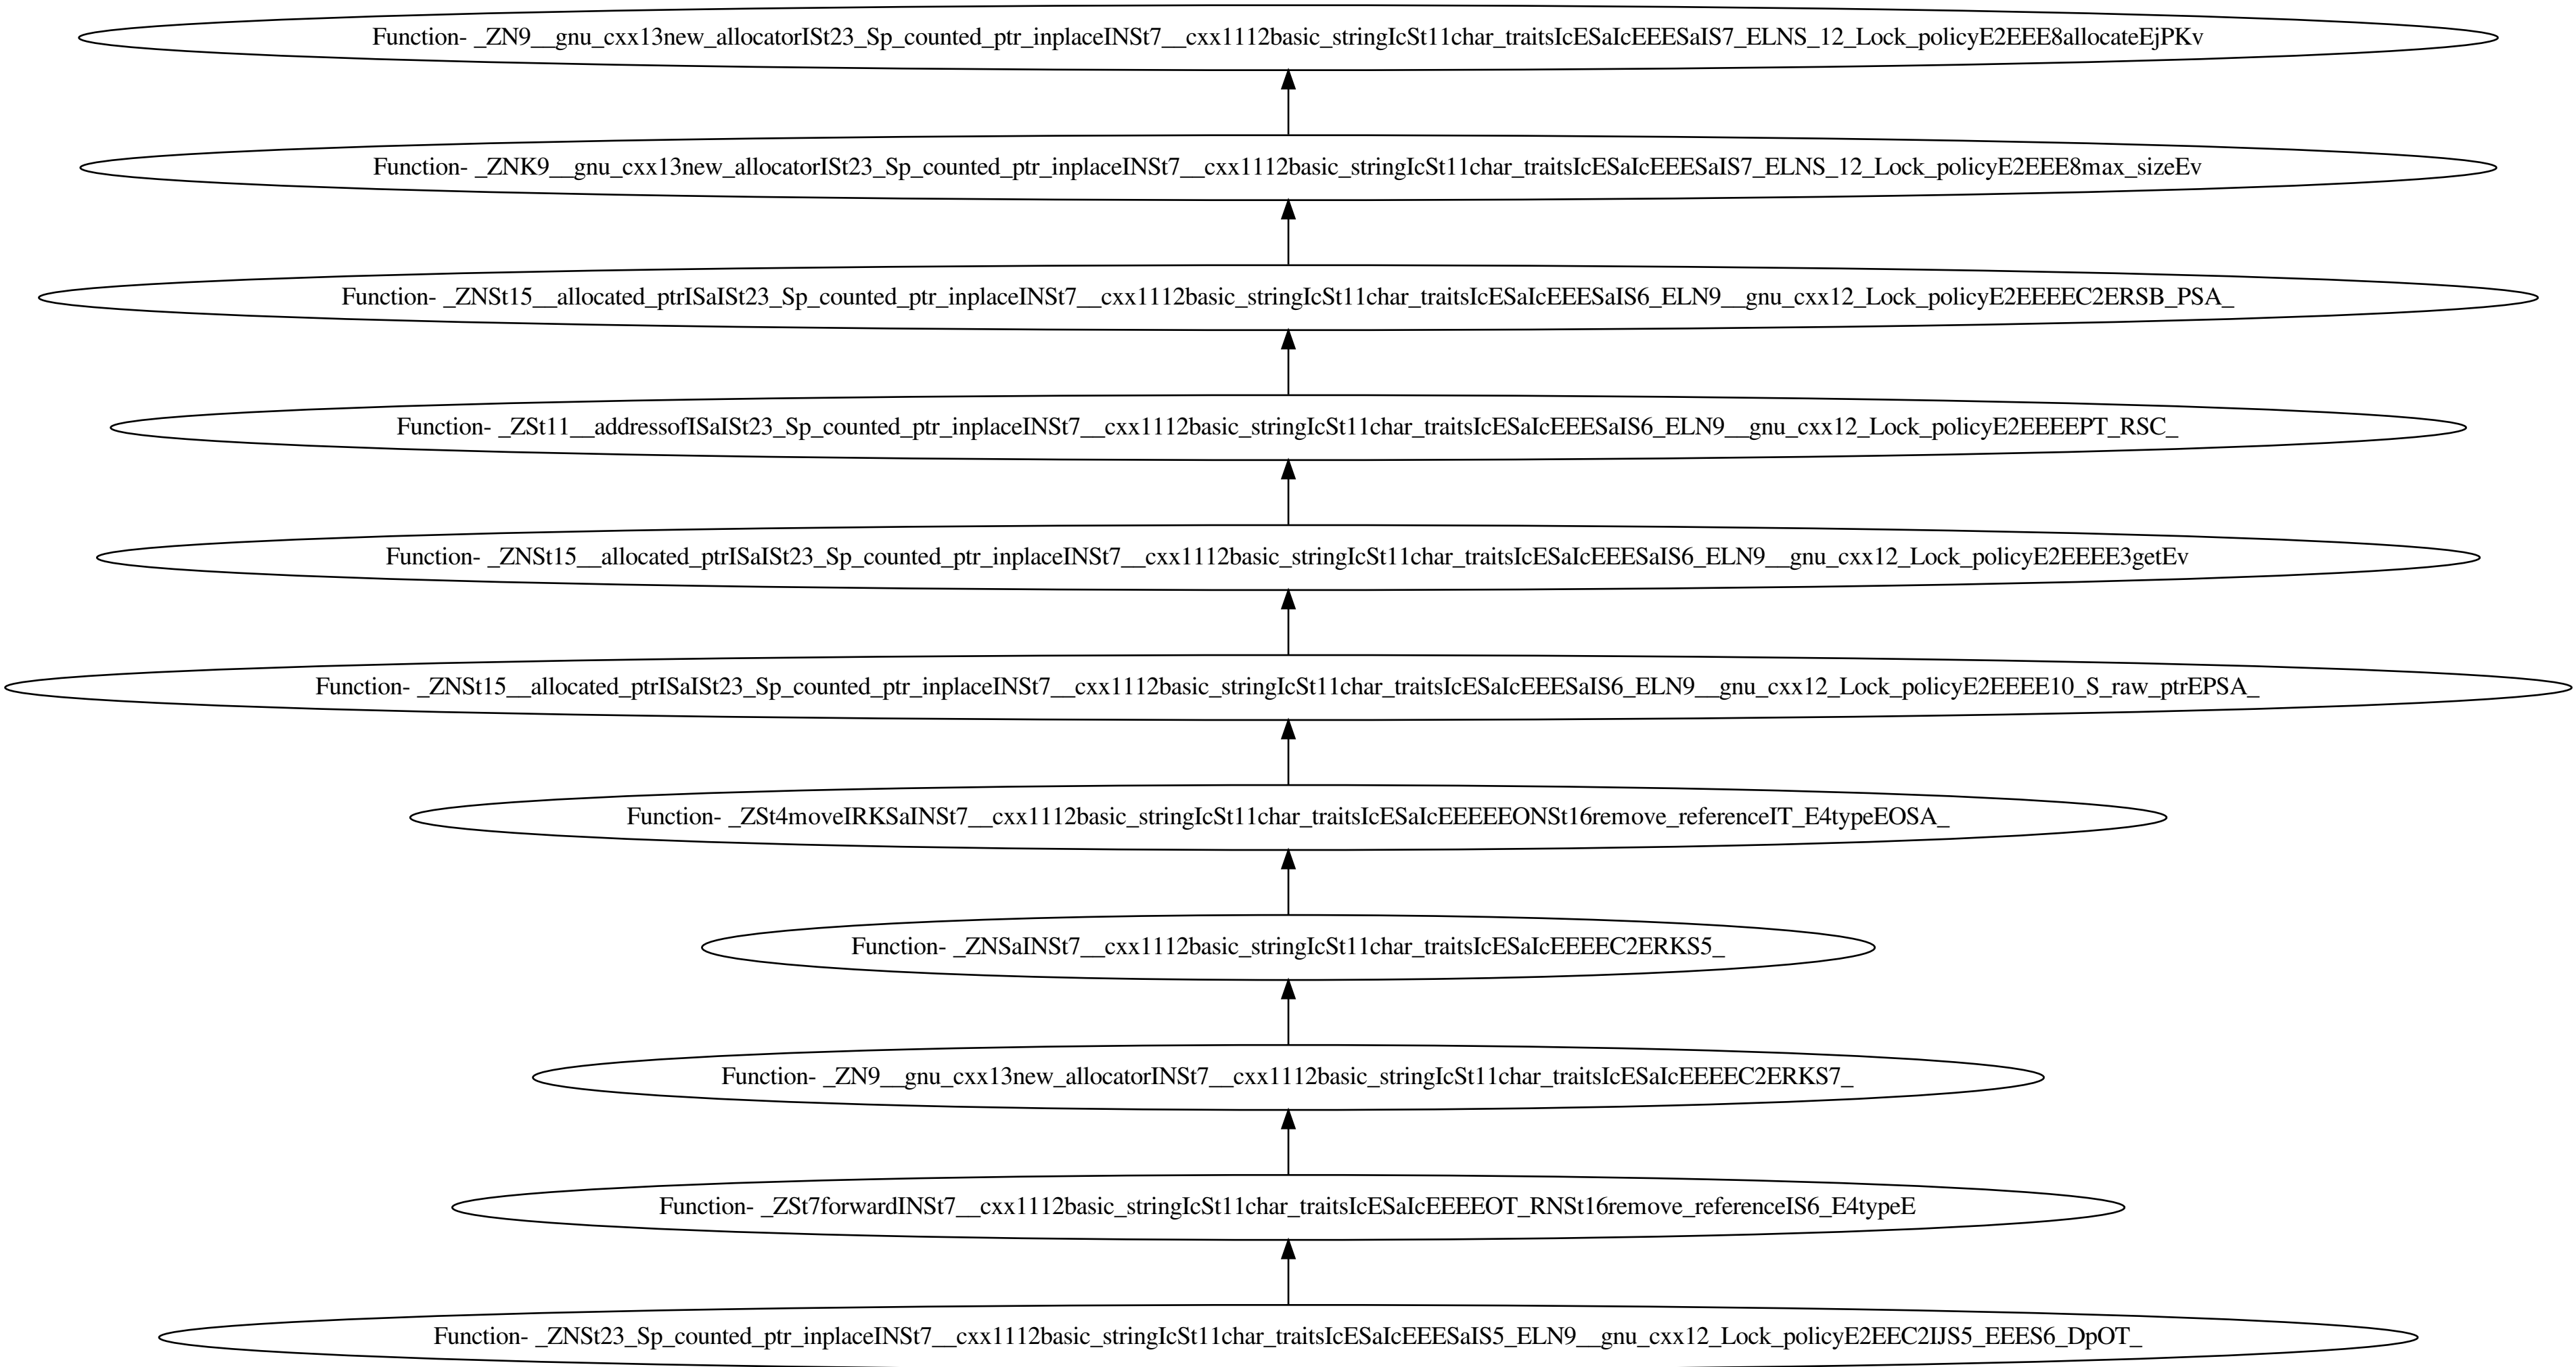 Function- _ZN9__gnu_cxx13new_allocatorISt23_Sp_counted_ptr_inplaceINSt7__cxx1112basic_stringIcSt11char_traitsIcESaIcEEESaIS7_ELNS_12_Lock_policyE2EEE8allocateEjPKv
Function- _ZNK9__gnu_cxx13new_allocatorISt23_Sp_counted_ptr_inplaceINSt7__cxx1112basic_stringIcSt11char_traitsIcESaIcEEESaIS7_ELNS_12_Lock_policyE2EEE8max_sizeEv
Function- _ZNSt15__allocated_ptrISaISt23_Sp_counted_ptr_inplaceINSt7__cxx1112basic_stringIcSt11char_traitsIcESaIcEEESaIS6_ELN9__gnu_cxx12_Lock_policyE2EEEEC2ERSB_PSA_
Function- _ZSt11__addressofISaISt23_Sp_counted_ptr_inplaceINSt7__cxx1112basic_stringIcSt11char_traitsIcESaIcEEESaIS6_ELN9__gnu_cxx12_Lock_policyE2EEEEPT_RSC_
Function- _ZNSt15__allocated_ptrISaISt23_Sp_counted_ptr_inplaceINSt7__cxx1112basic_stringIcSt11char_traitsIcESaIcEEESaIS6_ELN9__gnu_cxx12_Lock_policyE2EEEE3getEv
Function- _ZNSt15__allocated_ptrISaISt23_Sp_counted_ptr_inplaceINSt7__cxx1112basic_stringIcSt11char_traitsIcESaIcEEESaIS6_ELN9__gnu_cxx12_Lock_policyE2EEEE10_S_raw_ptrEPSA_
Function- _ZSt4moveIRKSaINSt7__cxx1112basic_stringIcSt11char_traitsIcESaIcEEEEEONSt16remove_referenceIT_E4typeEOSA_
Function- _ZNSaINSt7__cxx1112basic_stringIcSt11char_traitsIcESaIcEEEEC2ERKS5_
Function- _ZN9__gnu_cxx13new_allocatorINSt7__cxx1112basic_stringIcSt11char_traitsIcESaIcEEEEC2ERKS7_
Function- _ZSt7forwardINSt7__cxx1112basic_stringIcSt11char_traitsIcESaIcEEEEOT_RNSt16remove_referenceIS6_E4typeE
Function- _ZNSt23_Sp_counted_ptr_inplaceINSt7__cxx1112basic_stringIcSt11char_traitsIcESaIcEEESaIS5_ELN9__gnu_cxx12_Lock_policyE2EEC2IJS5_EEES6_DpOT_